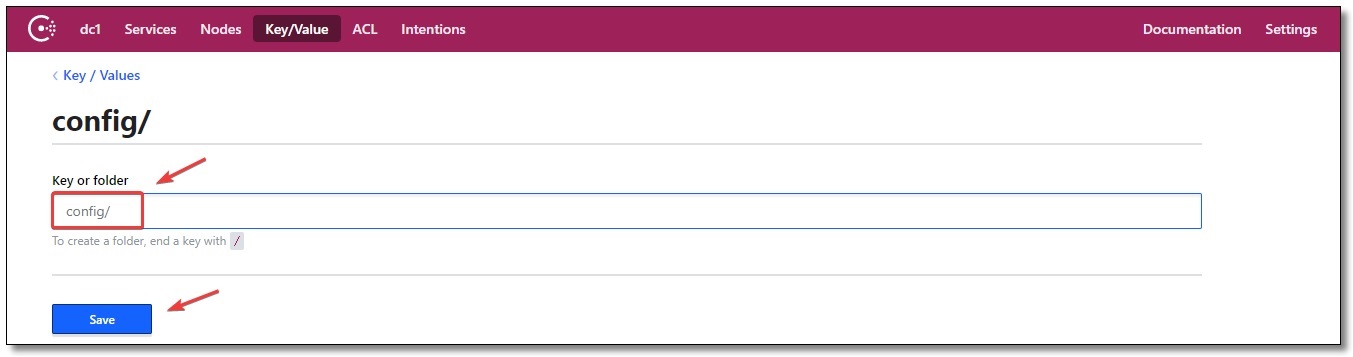 dc1 Services Nodes Key/Value ACL Intentions Documentation Settings
< Key / Values
config/
Key or folder
config/
To create a folder, end a key with /
Save